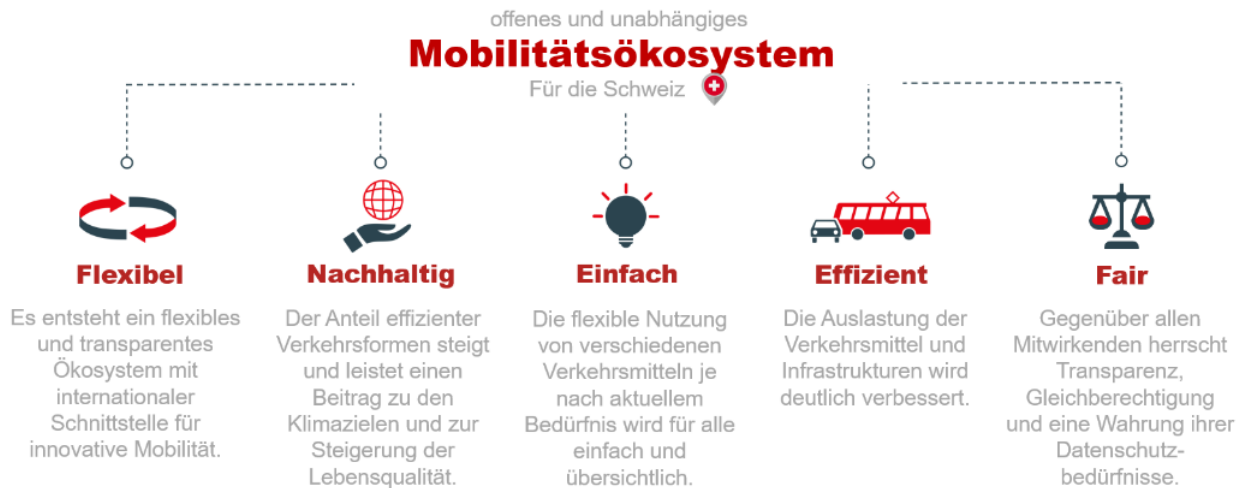 offenes und unabhängiges
Mobilitätsökosystem
Für die Schweiz
Flexibel
Es entsteht ein flexibles
und transparentes
Ökosystem mit
internationaler
Schnittstelle für
innovative Mobilität.
Nachhaltig
Der Anteil effizienter
Verkehrsformen steigt
und leistet einen
Beitrag zu den
Klimazielen und zur
Steigerung der
Lebensqualität.
Einfach
Die flexible Nutzung
von verschiedenen
Verkehrsmitteln je
nach aktuellem
Bedürfnis wird für alle
einfach und
übersichtlich.
Effizient
Die Auslastung der
Verkehrsmittel und
Infrastrukturen wird
deutlich verbessert.
Fair
Gegenüber allen
Mitwirkenden herrscht
Transparenz,
Gleichberechtigung
und eine Wahrung ihrer
Datenschutz-
bedürfnisse.